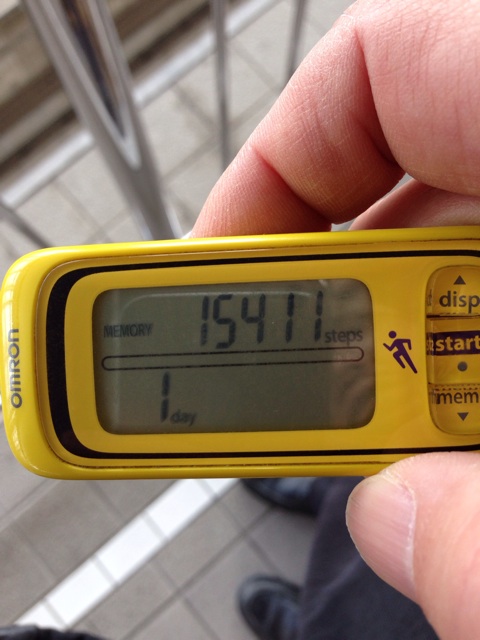 OMRON
MEMORY 15411 steps
1 day
disp
start
mem